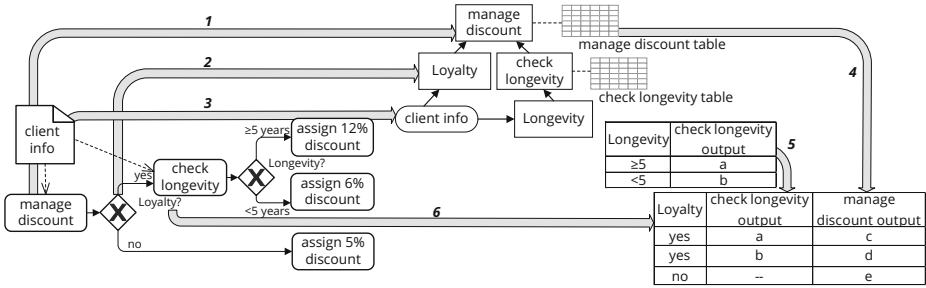 1
manage
discount
manage discount table
2
Loyalty
check
longevity
4
check longevity table
3
client info
Longevity
client
info
≥5 years
assign 12%
discount
Longevity?
yes
check
longevity
assign 6%
discount
<5 years
Loyalty?
manage
discount
X
X
no
assign 5%
discount
6
Longevity
check longevity
output
≥5
a
<5
b
5
Loyalty
check longevity
output
manage
discount output
yes
a
c
yes
b
d
no
--
e